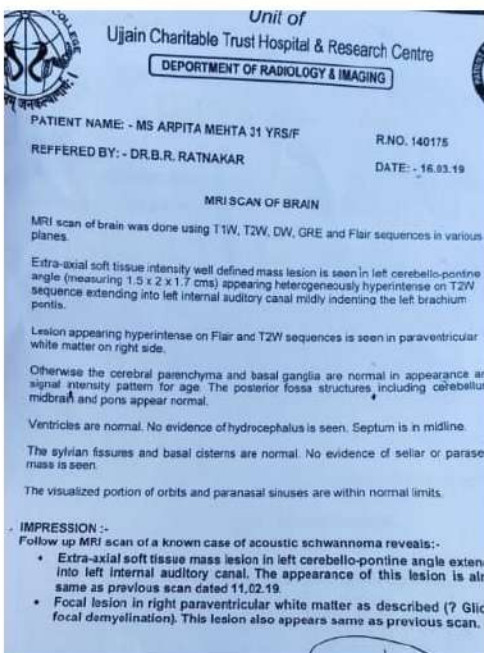 COLLEGE
Unit of
Ujjain Charitable Trust Hospital & Research Centre
DEPORTMENT OF RADIOLOGY & IMAGING
PATIENT NAME: - MS ARPITA MEHTA 31 YRS/F
R.NO. 140175
REFFERED BY: - DR.B.R. RATNAKAR
DATE: - 16.03.19
MRI SCAN OF BRAIN
MRI scan of brain was done using T1W, T2W, DW, GRE and Flair sequences in various
planes.
Extra-axial soft tissue intensity well defined mass lesion is seen in left cerebello-pontine
angle (measuring 1.5 x 2 x 1.7 cms) appearing heterogeneously hyperintense on T2W
sequence extending into left internal auditory canal mildly indenting the left brachium
pontis.
Lesion appearing hyperintense on Flair and T2W sequences is seen in paraventricular
white matter on right side.
Otherwise the cerebral parenchyma and basal ganglia are normal in appearance an
signal intensity pattern for age. The posterior fossa structures including cerebellu
midbrain and pons appear normal.
Ventricles are normal. No evidence of hydrocephalus is seen. Septum is in midline.
The sylvian fissures and basal cisterns are normal. No evidence of sellar or parase
mass is seen.
The visualized portion of orbits and paranasal sinuses are within normal limits.
IMPRESSION :-
Follow up MRI scan of a known case of acoustic schwannoma reveals:-
• Extra-axial soft tissue mass lesion in left cerebello-pontine angle exten
into left internal auditory canal. The appearance of this lesion is alm
same as previous scan dated 11.02.19.
• Focal lesion in right paraventricular white matter as described (? Glio
focal demyelination). This lesion also appears same as previous scan.